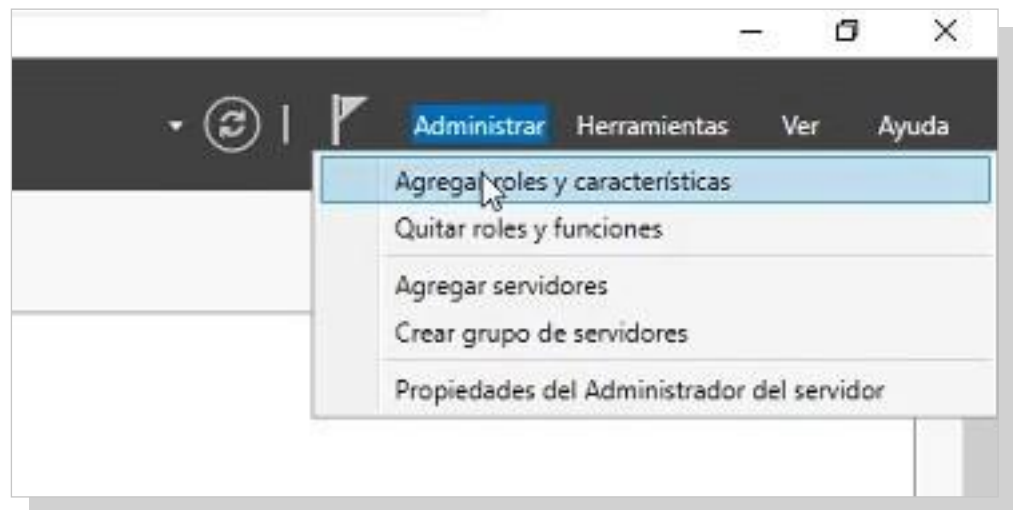 Administrar Herramientas Ver Ayuda
Agregar roles y características
Quitar roles y funciones
Agregar servidores
Crear grupo de servidores
Propiedades del Administrador del servidor